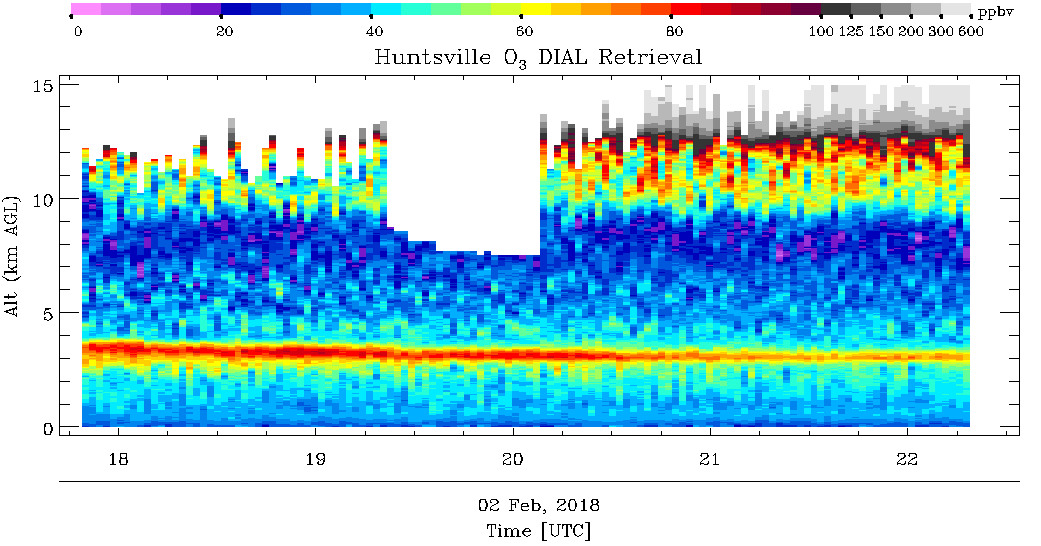 0 20 40 60 80 100 125 150 200 300 600 ppbv
Huntsville O3 DIAL Retrieval
15
10
5
0
Alt (km AGL)
18 19 20 21 22
02 Feb, 2018
Time [UTC]